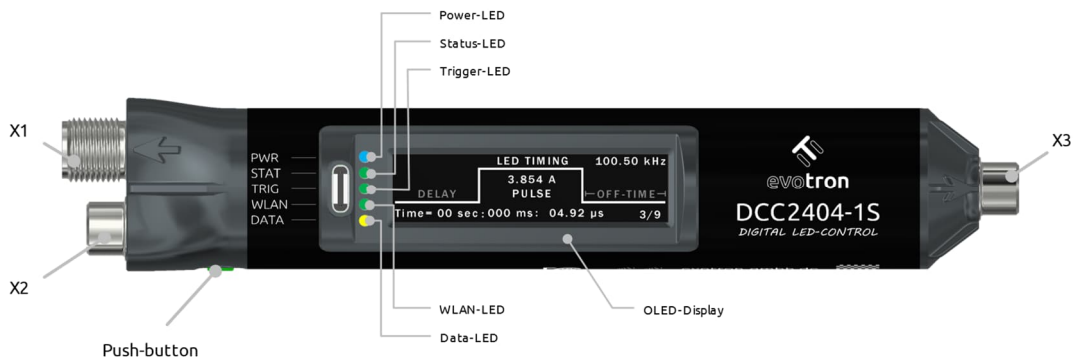 Power-LED
Status-LED
Trigger-LED
X1
X3
PWR
STAT
TRIG
WLAN
DATA
LED TIMING 100.50 kHz
3.854 A
DELAY PULSE OFF-TIME
Time= 00 sec:000 ms: 04.92 µs 3/9
evotron
DCC2404-1S
DIGITAL LED-CONTROL
X2
WLAN-LED
OLED-Display
Data-LED
Push-button